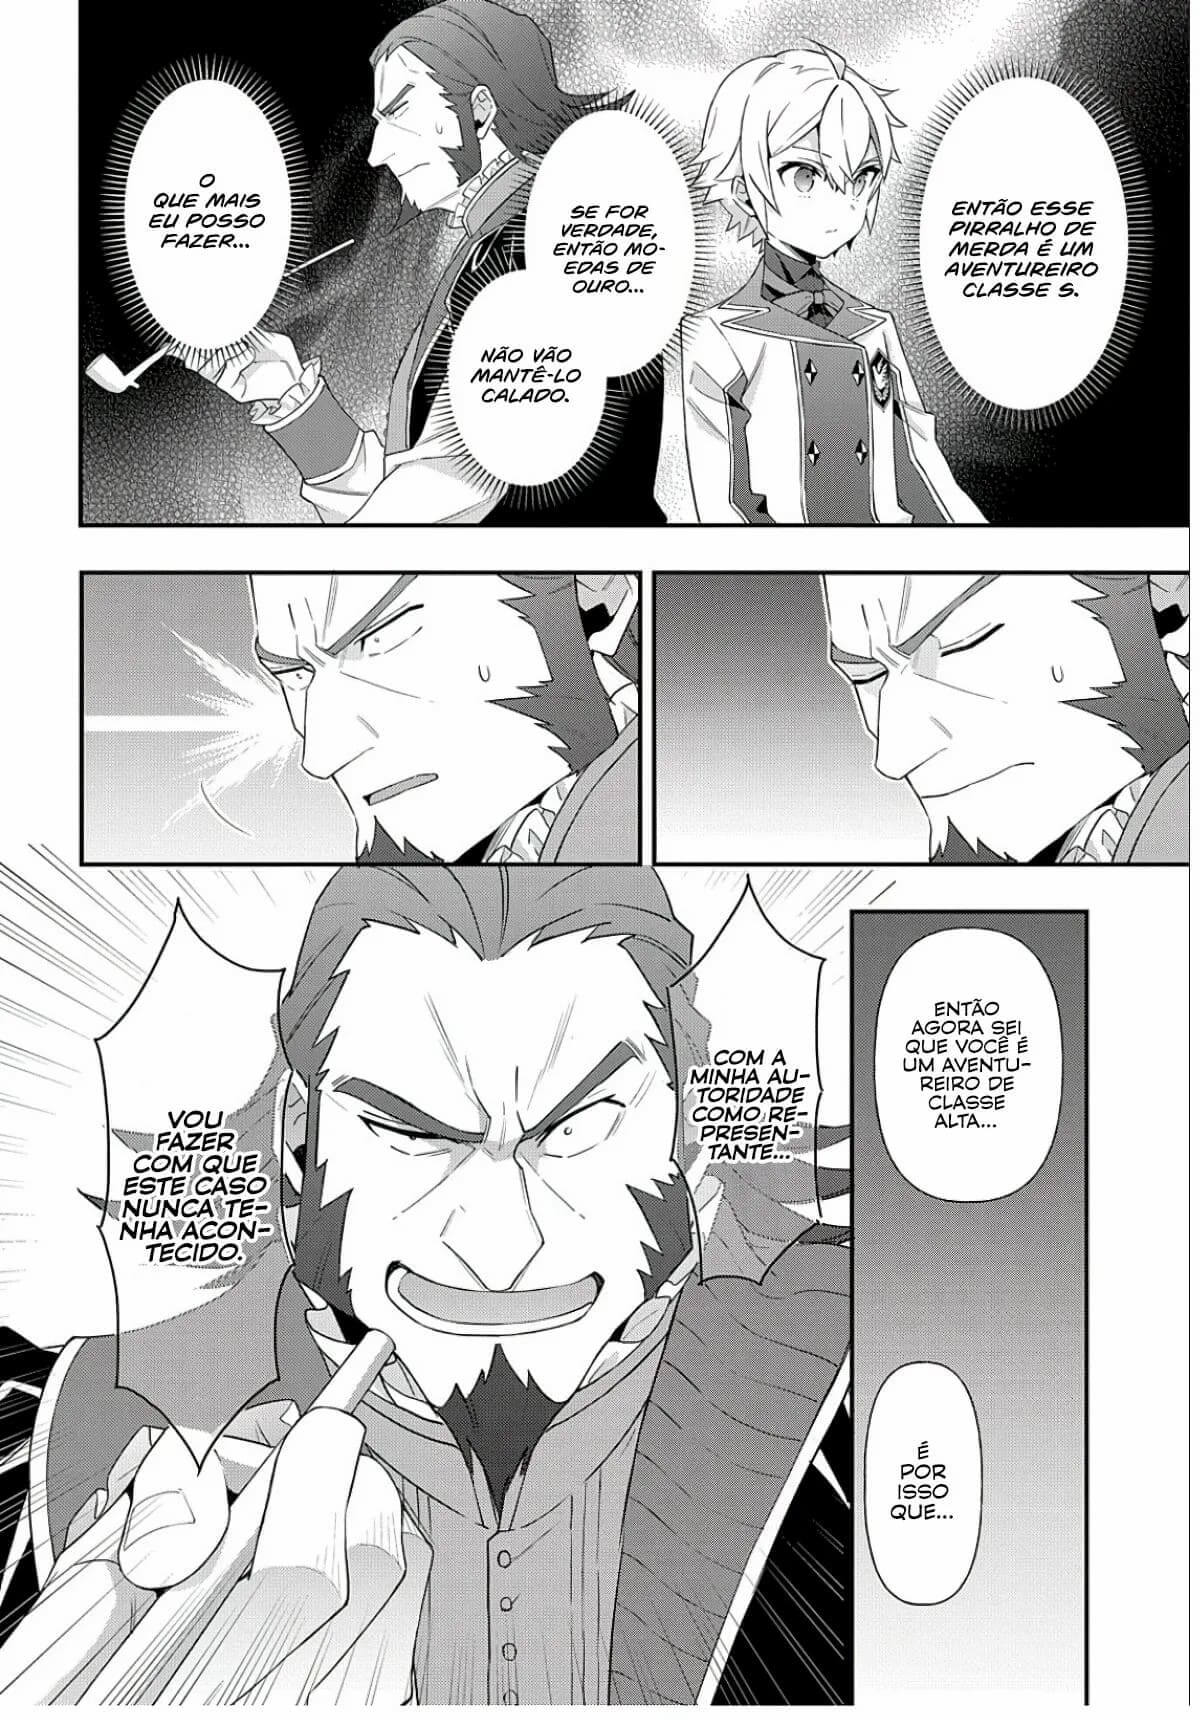 ENTÃO ESSE
PIRRALHO DE
MERDA É UM
AVENTUREIRO
CLASSE S.
SE FOR
VERDADE,
ENTÃO MO-
EDAS DE
OURO...
NÃO VÃO
MANTÊ-LO
CALADO.
O
QUE MAIS
EU POSSO
FAZER...
ENTÃO
AGORA SEI
QUE VOCÊ É
UM AVENTU-
REIRO DE
CLASSE
ALTA...
É
POR
ISSO
QUE...
COM A
MINHA AU-
TORIDADE
COMO RE-
PRESEN-
TANTE...
VOU
FAZER
COM QUE
ESTE CASO
NUNCA TE-
NHA ACON-
TECIDO.